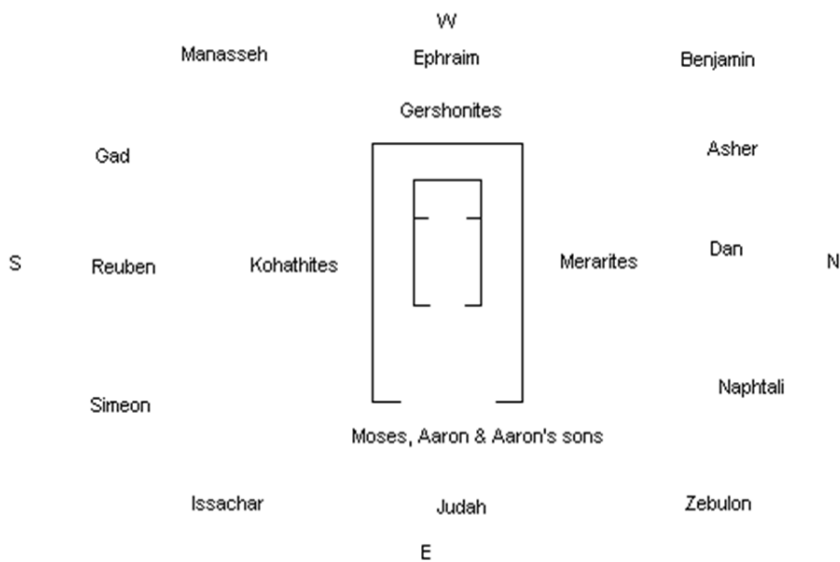 W
Manasseh Ephraim Benjamin
Gershonites
Gad Asher
S Reuben Kohathites Merarites Dan N
Simeon Naphtali
Moses, Aaron & Aaron's sons
Issachar Judah Zebulon
E